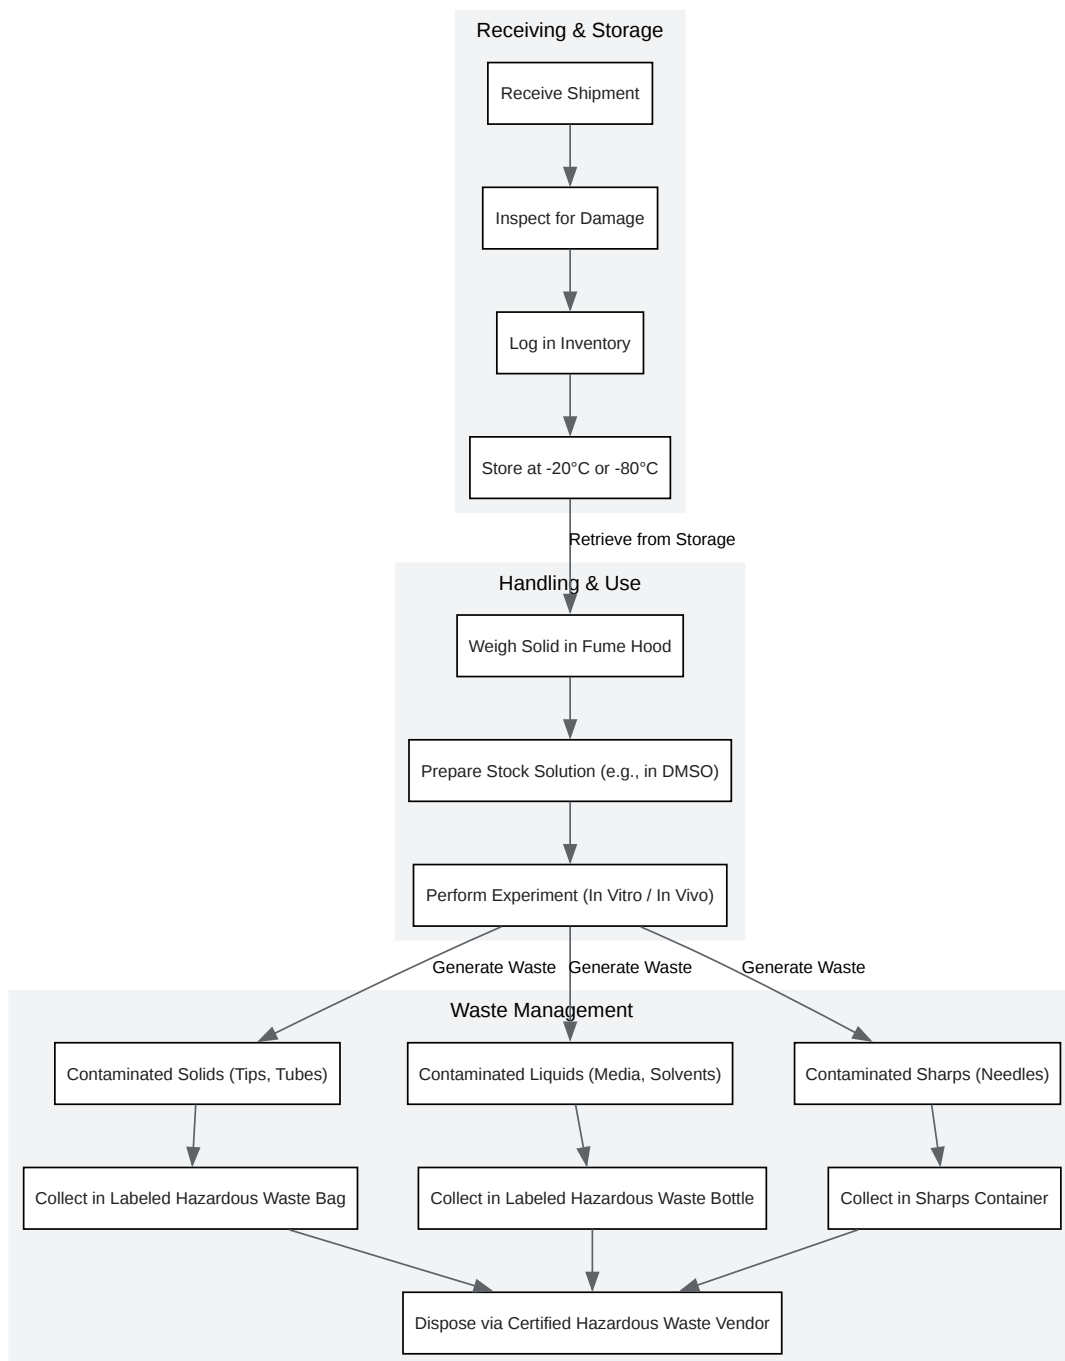 Receiving & Storage
Receive Shipment
Inspect for Damage
Log in Inventory
Store at -20°C or -80°C
Retrieve from Storage
Handling & Use
Weigh Solid in Fume Hood
Prepare Stock Solution (e.g., in DMSO)
Perform Experiment (In Vitro / In Vivo)
Generate Waste
Generate Waste
Generate Waste
Waste Management
Contaminated Solids (Tips, Tubes)
Contaminated Liquids (Media, Solvents)
Contaminated Sharps (Needles)
Collect in Labeled Hazardous Waste Bag
Collect in Labeled Hazardous Waste Bottle
Collect in Sharps Container
Dispose via Certified Hazardous Waste Vendor